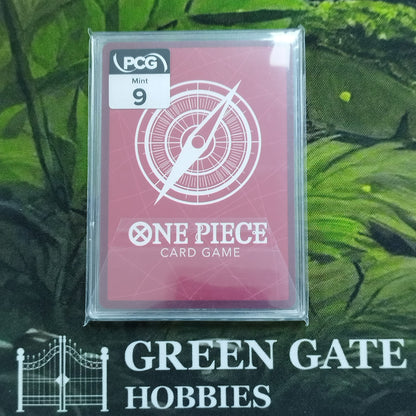 PCG
Mint
9
ONE PIECE
CARD GAME
GREEN GATE
HOBBIES